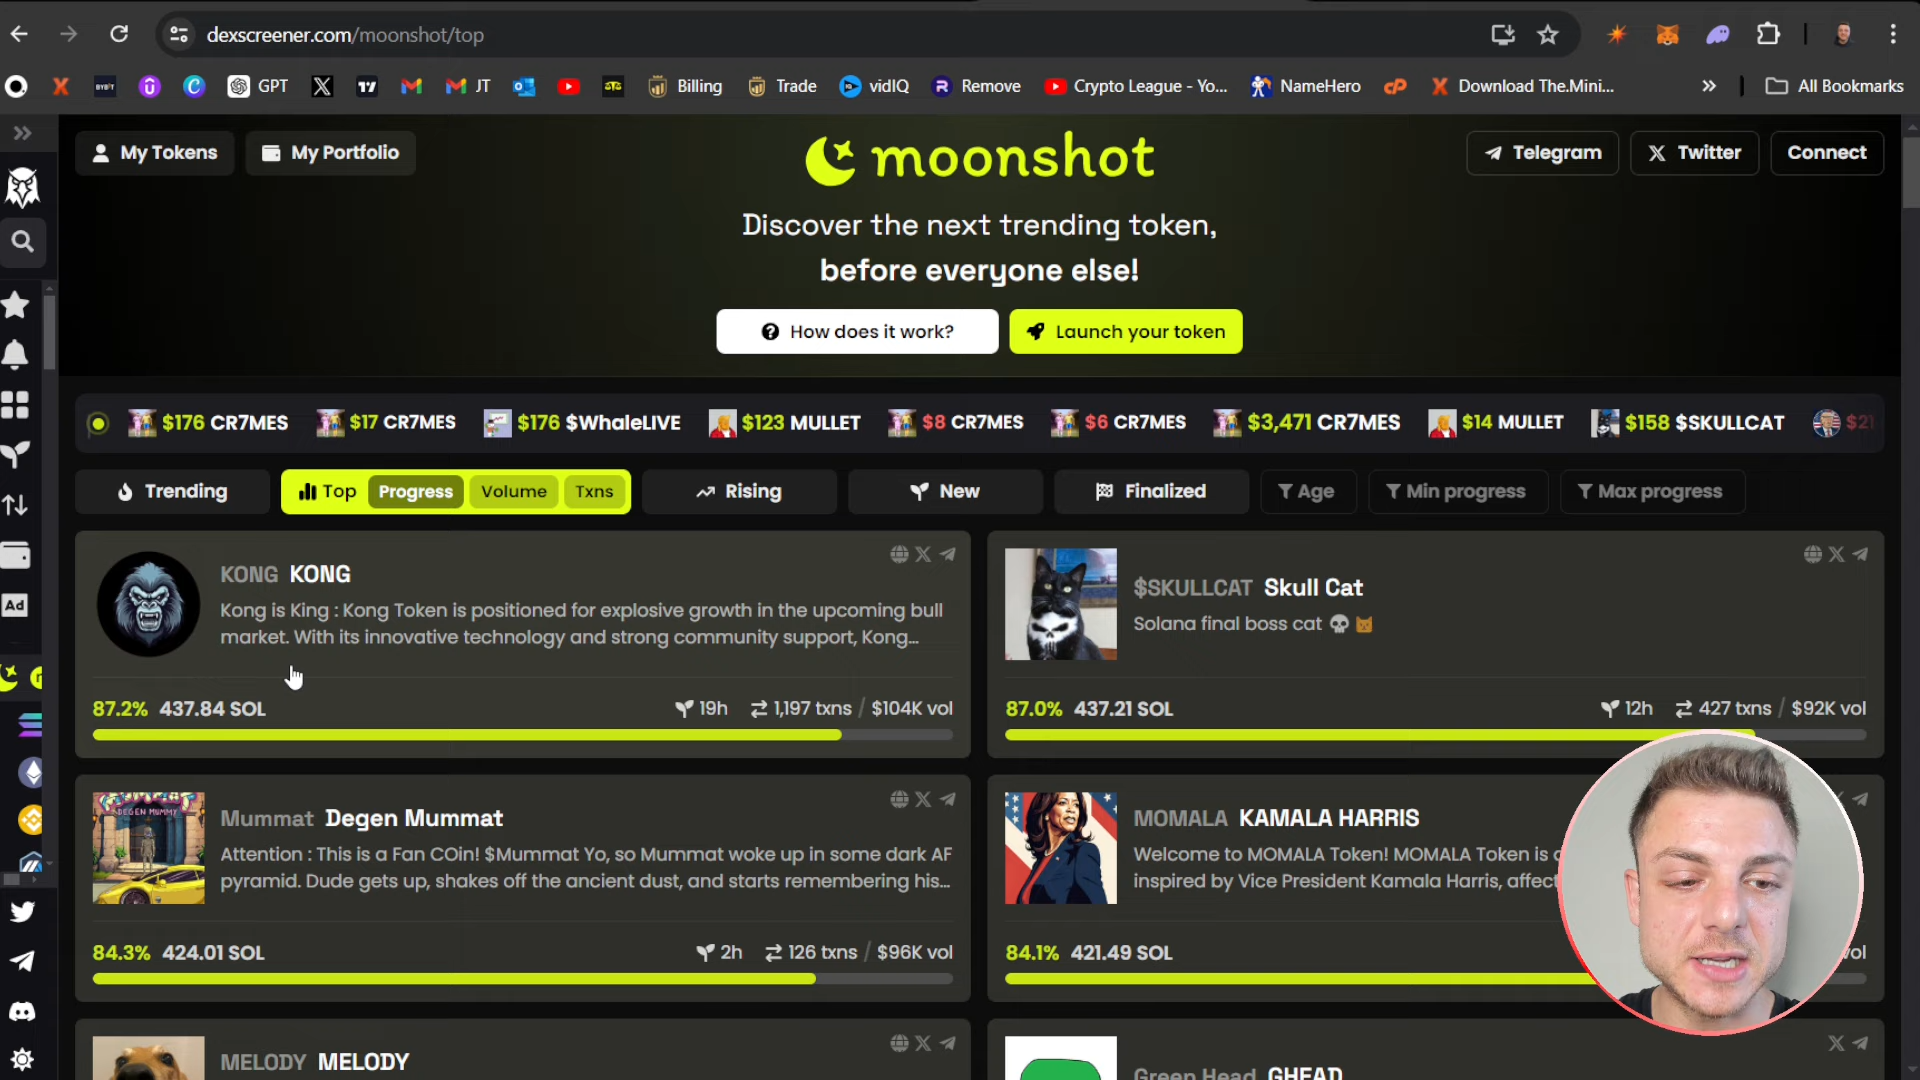 dexscreener.com/moonshot/top
GPT
JT
Billing
Trade
vidIQ
Remove
Crypto League - Yo...
NameHero
cP
Download The.Mini...
All Bookmarks
My Tokens
My Portfolio
moonshot
Telegram
Twitter
Connect
Discover the next trending token,
before everyone else!
How does it work?
Launch your token
$176 CR7MES
$17 CR7MES
$176 $WhaleLIVE
$123 MULLET
$8 CR7MES
$6 CR7MES
$3,471 CR7MES
$14 MULLET
$158 $SKULLCAT
Trending
Top
Progress
Volume
Txns
Rising
New
Finalized
Age
Min progress
Max progress
KONG KONG
Kong is King : Kong Token is positioned for explosive growth in the upcoming bull
market. With its innovative technology and strong community support, Kong...
87.2% 437.84 SOL
19h
1,197 txns / $104K vol
$SKULLCAT Skull Cat
Solana final boss cat 💀🐱
87.0% 437.21 SOL
12h
427 txns / $92K vol
DEGEN MUMMY
Mummat Degen Mummat
Attention : This is a Fan COin! $Mummat Yo, so Mummat woke up in some dark AF
pyramid. Dude gets up, shakes off the ancient dust, and starts remembering his...
84.3% 424.01 SOL
2h
126 txns / $96K vol
MOMALA KAMALA HARRIS
Welcome to MOMALA Token! MOMALA Token is
inspired by Vice President Kamala Harris, affect
84.1% 421.49 SOL
vol
MELODY MELODY
Green Head GHEAD
Ad